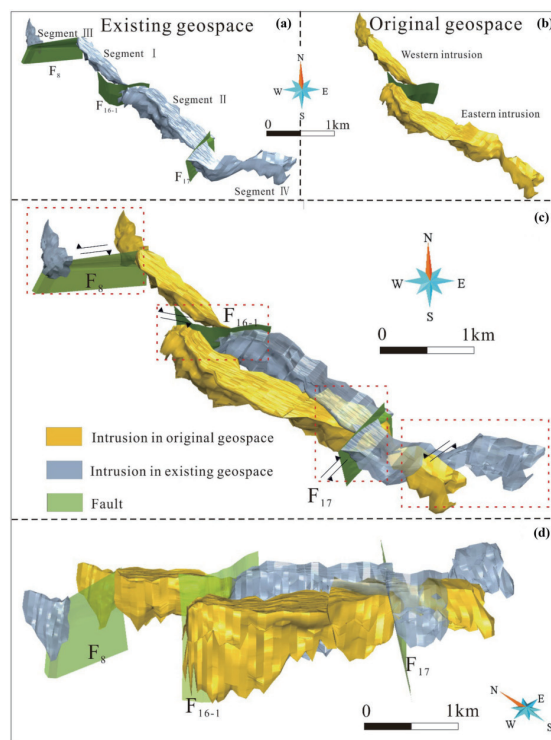 Existing geospace (a)
Segment III
Segment I
F8
Segment II
F16-1
F17
Segment IV
N
W E
S
0 1km
Original geospace (b)
Western intrusion
Eastern intrusion
0 1km
(c)
N
W E
S
0 1km
F8
F16-1
F17
Intrusion in original geospace
Intrusion in existing geospace
Fault
(d)
F8
F17
F16-1
N
E
W
S
0 1km